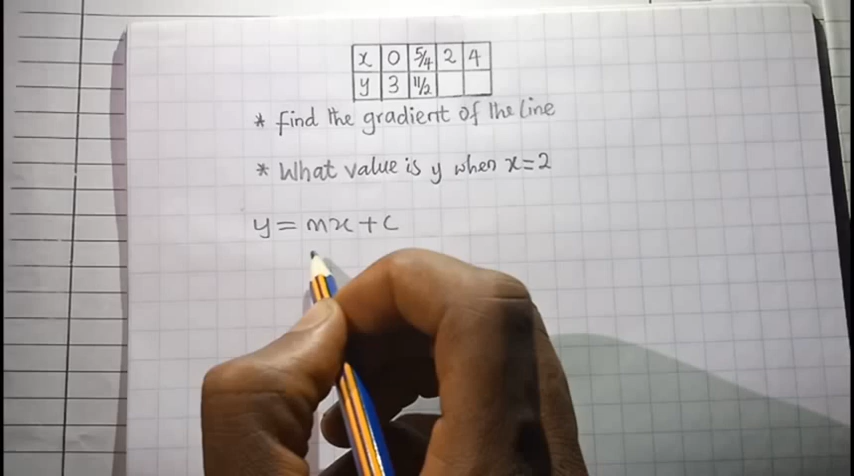 x 0 5/4 2 4
y 3 11/2
* find the gradient of the line
* What value is y when x=2
y = mx + c